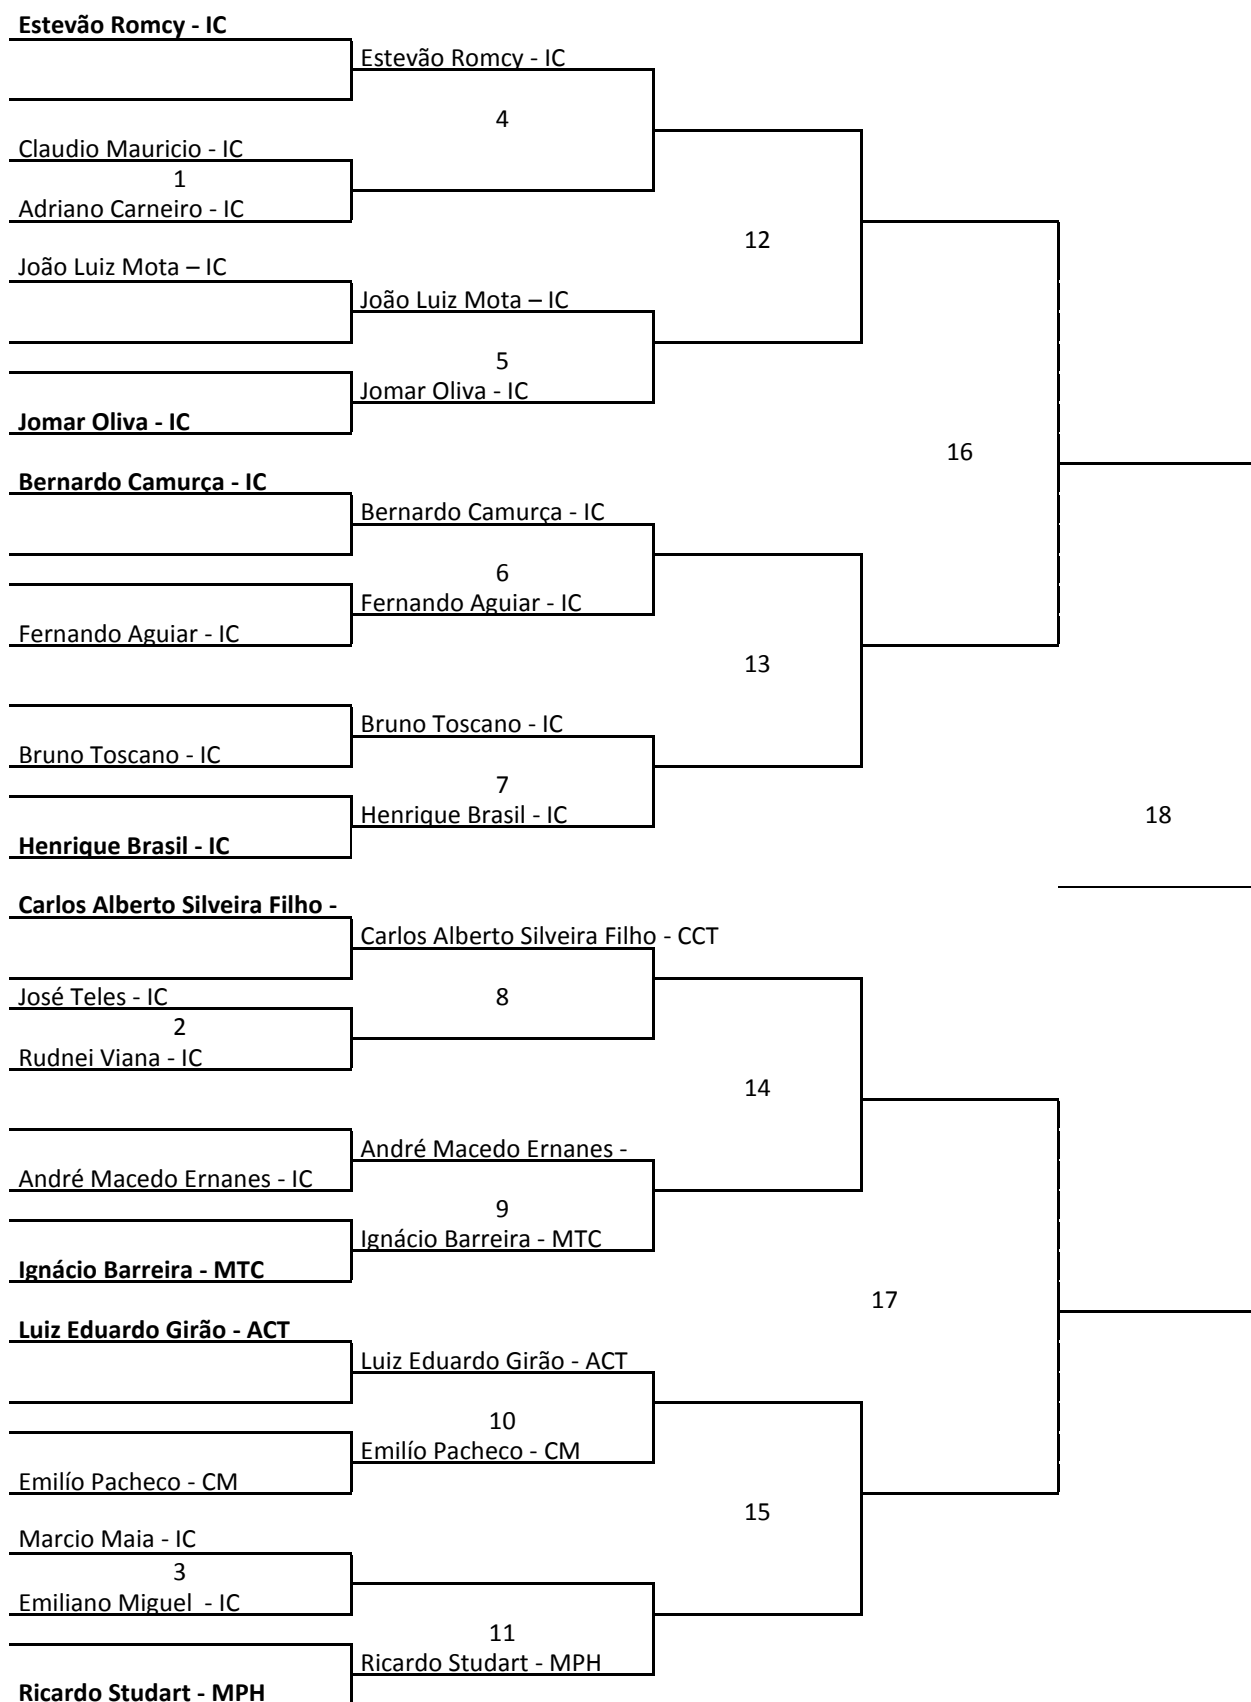 Estevão Romcy - IC
Estevão Romcy - IC
4
Claudio Mauricio - IC
1
Adriano Carneiro - IC
12
João Luiz Mota – IC
João Luiz Mota – IC
5
Jomar Oliva - IC
Jomar Oliva - IC
16
Bernardo Camurça - IC
Bernardo Camurça - IC
6
Fernando Aguiar - IC
Fernando Aguiar - IC
13
Bruno Toscano - IC
Bruno Toscano - IC
7
Henrique Brasil - IC
18
Henrique Brasil - IC
Carlos Alberto Silveira Filho -
Carlos Alberto Silveira Filho - CCT
José Teles - IC
8
2
Rudnei Viana - IC
14
André Macedo Ernanes -
André Macedo Ernanes - IC
9
Ignácio Barreira - MTC
Ignácio Barreira - MTC
17
Luiz Eduardo Girão - ACT
Luiz Eduardo Girão - ACT
10
Emilío Pacheco - CM
Emilío Pacheco - CM
15
Marcio Maia - IC
3
Emiliano Miguel  - IC
11
Ricardo Studart - MPH
Ricardo Studart - MPH